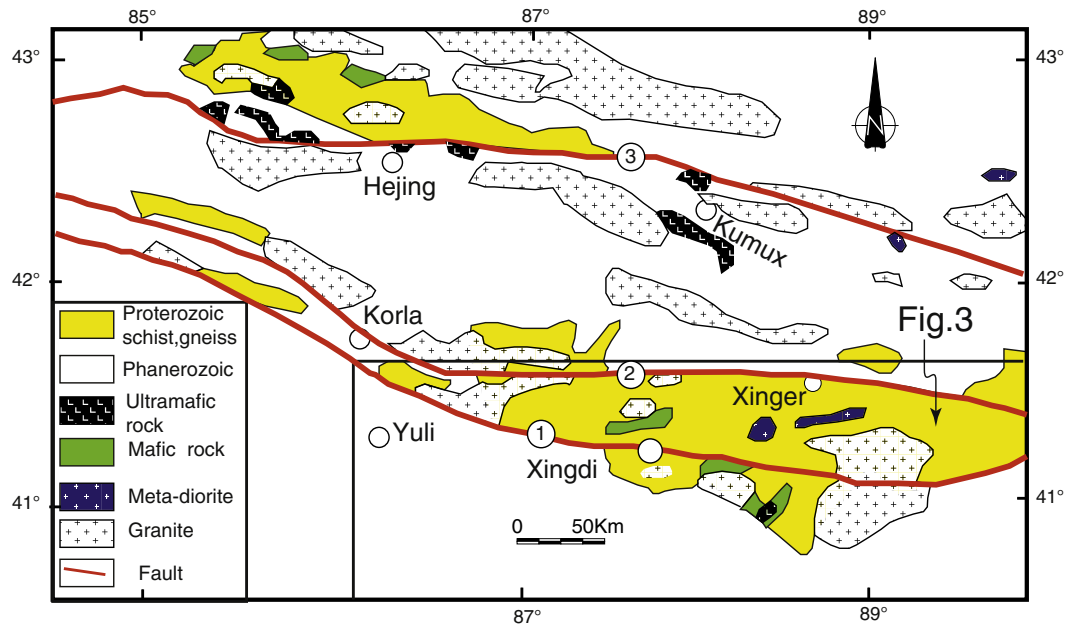 85°
87°
89°
43°
43°
3
Hejing
Kumux
N
42°
42°
Fig.3
Korla
2
Xinger
1
Yuli
Xingdi
41°
41°
0 50Km
Proterozoic
schist,gneiss
Phanerozoic
Ultramafic
rock
Mafic rock
Meta-diorite
Granite
Fault
87°
89°